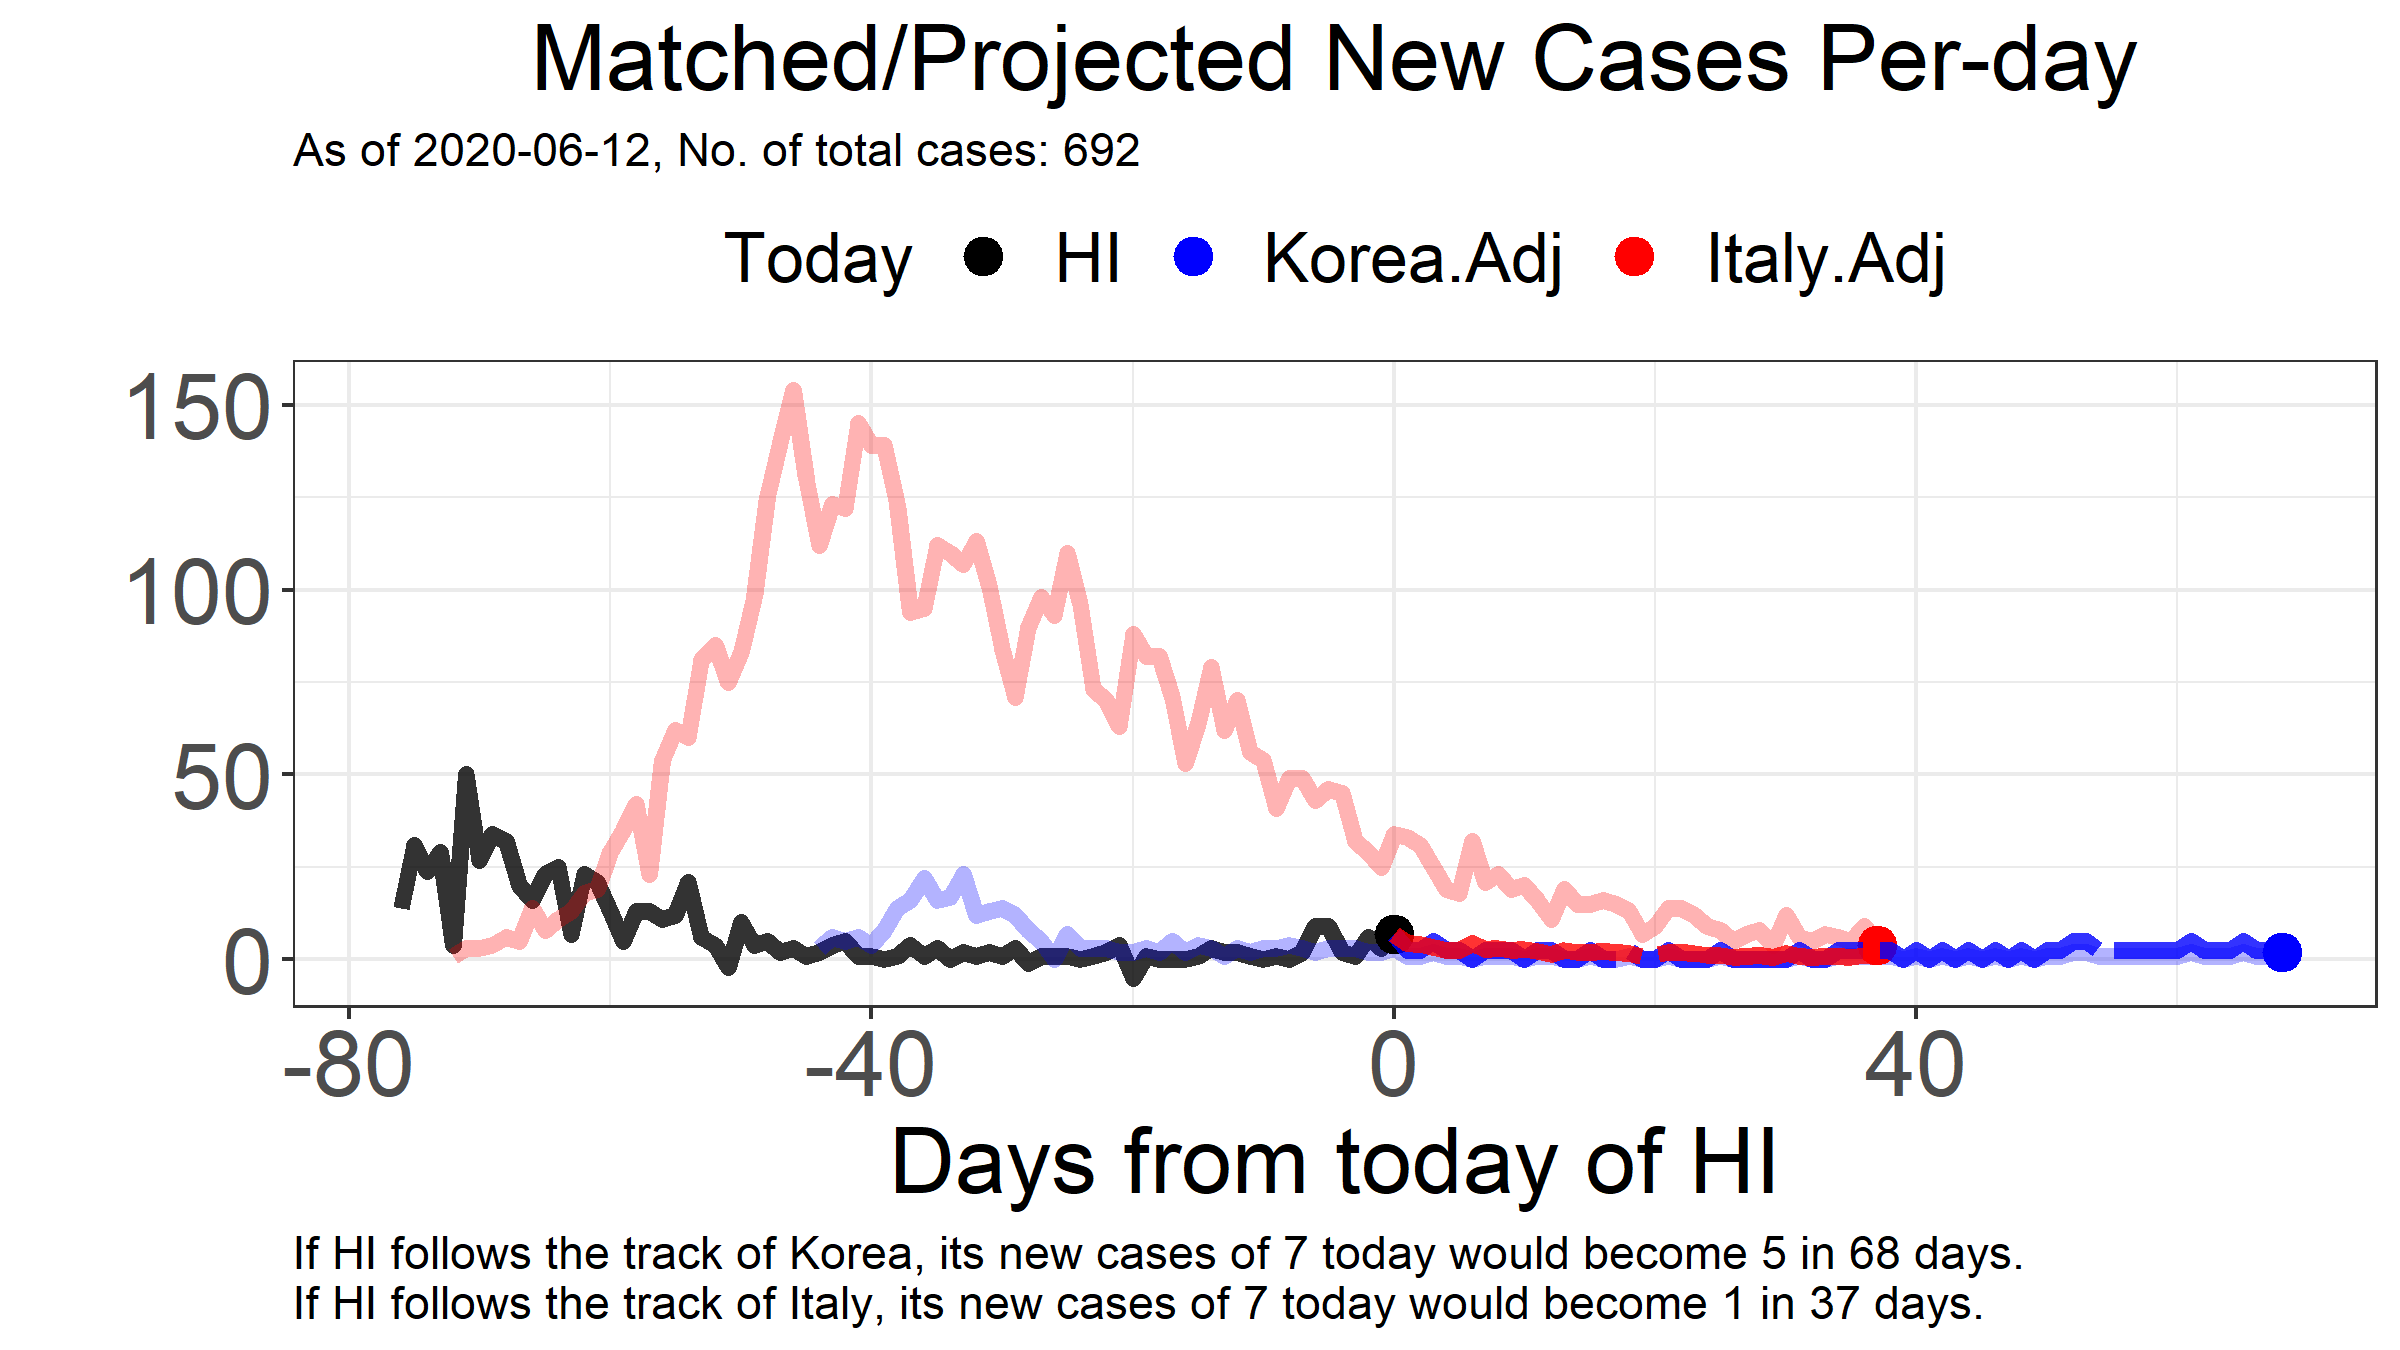 Matched/Projected New Cases Per-day
As of 2020-06-12, No. of total cases: 692
Today HI Korea.Adj Italy.Adj
150
100
50
0
-80 -40 0 40
Days from today of HI
If HI follows the track of Korea, its new cases of 7 today would become 5 in 68 days.
If HI follows the track of Italy, its new cases of 7 today would become 1 in 37 days.